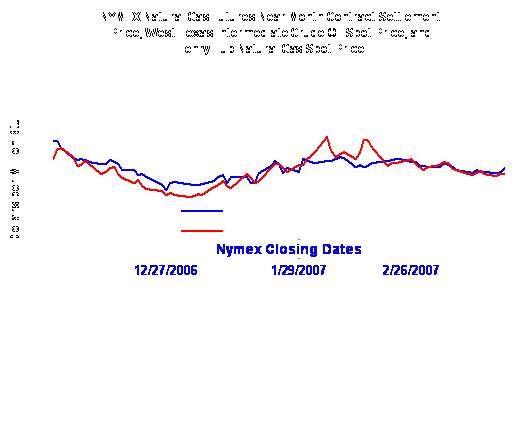 NYMEX Natural Gas Futures Near Month Contract Settlement
Price, West Texas Intermediate Crude Oil Spot Price, and
Henry Hub Natural Gas Spot Price
Nymex Closing Dates
12/27/2006 1/29/2007 2/26/2007